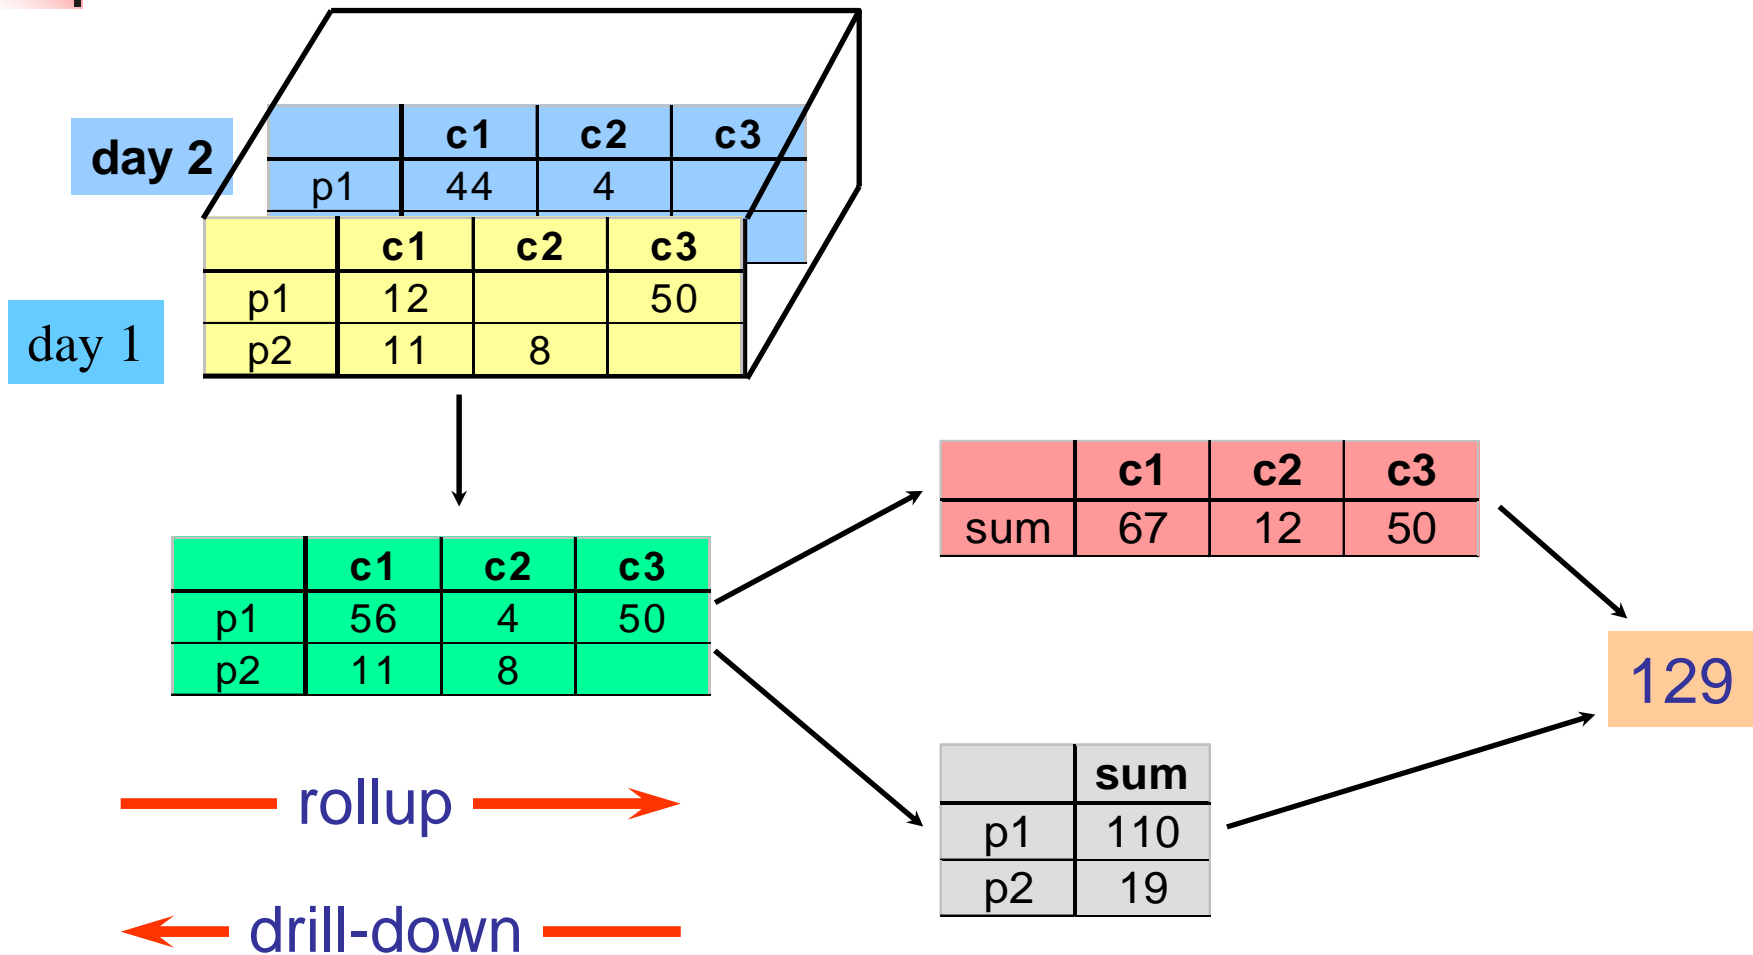 day 2
c1 c2 c3
p1 44 4
day 1
c1 c2 c3
p1 12 50
p2 11 8
c1 c2 c3
sum 67 12 50
c1 c2 c3
p1 56 4 50
p2 11 8
129
sum
p1 110
p2 19
rollup
drill-down